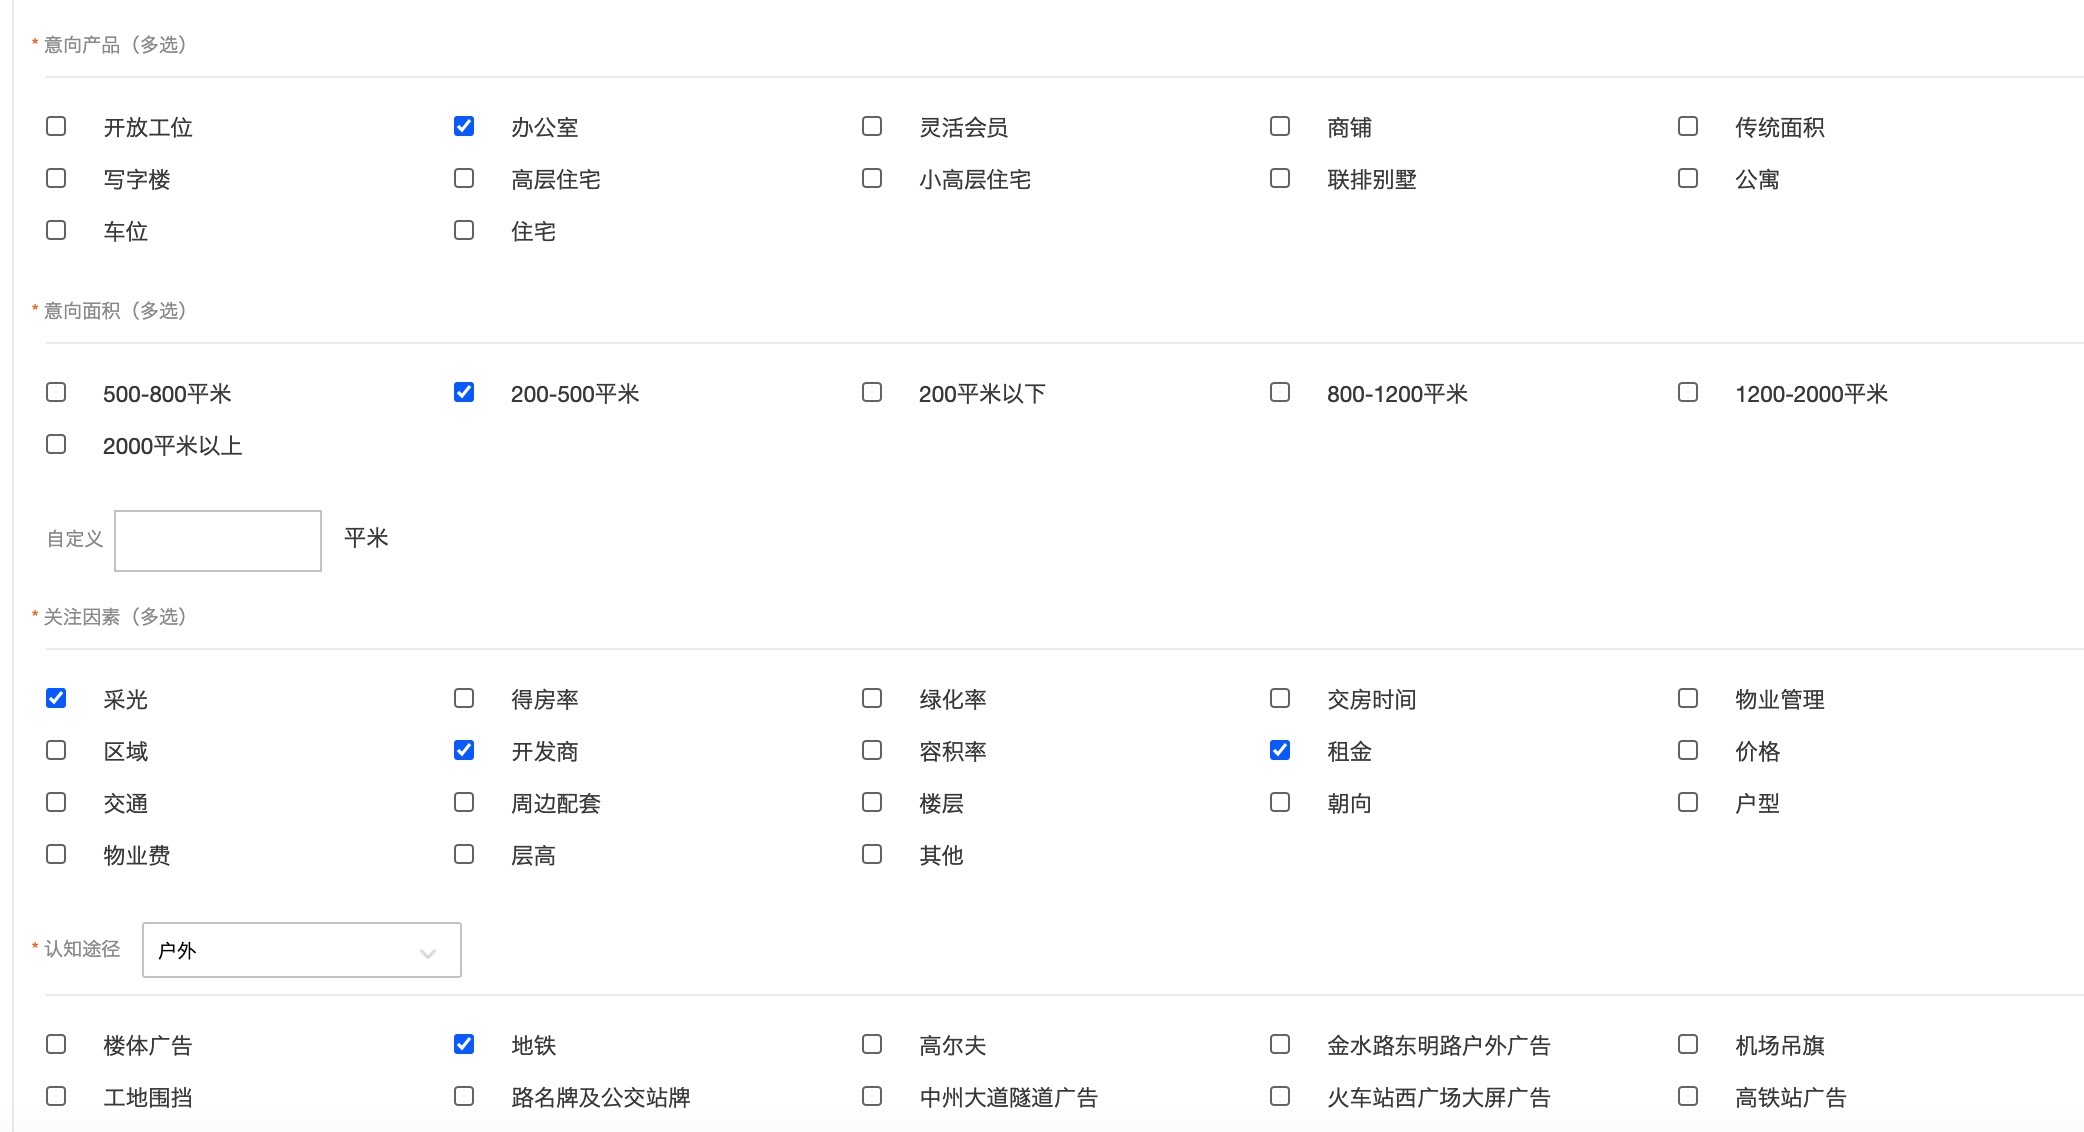 * 意向产品（多选）
开放工位 办公室 灵活会员 商铺 传统面积
写字楼 高层住宅 小高层住宅 联排别墅 公寓
车位 住宅
* 意向面积（多选）
500-800平米 200-500平米 200平米以下 800-1200平米 1200-2000平米
2000平米以上
自定义 平米
* 关注因素（多选）
采光 得房率 绿化率 交房时间 物业管理
区域 开发商 容积率 租金 价格
交通 周边配套 楼层 朝向 户型
物业费 层高 其他
* 认知途径 户外
楼体广告 地铁 高尔夫 金水路东明路户外广告 机场吊旗
工地围挡 路名牌及公交站牌 中州大道隧道广告 火车站西广场大屏广告 高铁站广告